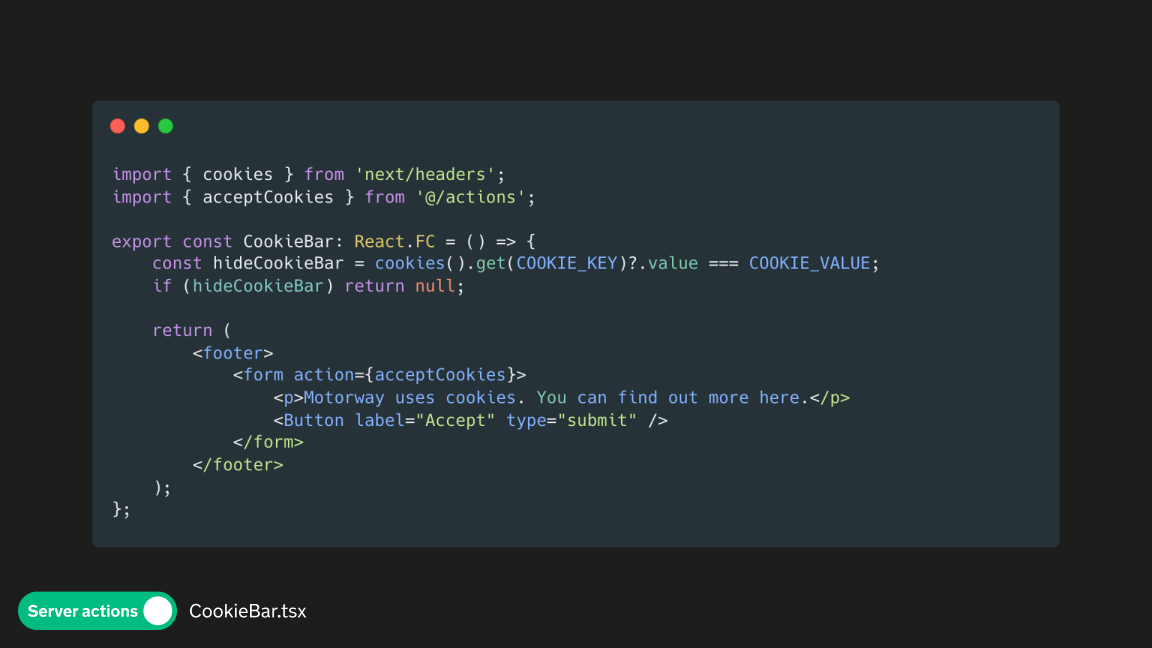 import { cookies } from 'next/headers';
import { acceptCookies } from '@/actions';
export const CookieBar: React.FC = () => {
    const hideCookieBar = cookies().get(COOKIE_KEY)?.value === COOKIE_VALUE;
    if (hideCookieBar) return null;
    return (
        <footer>
            <form action={acceptCookies}>
                <p>Motorway uses cookies. You can find out more here.</p>
                <Button label="Accept" type="submit" />
            </form>
        </footer>
    );
};
Server actions CookieBar.tsx